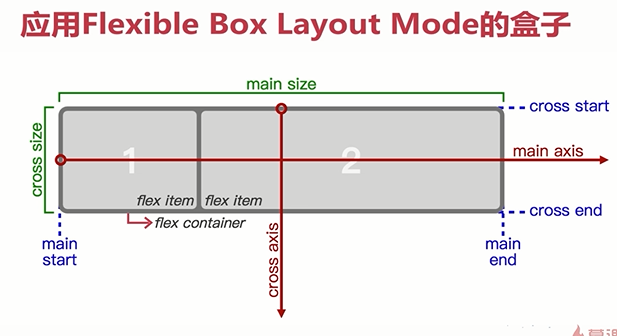 应用Flexible Box Layout Mode的盒子
main size
cross start
cross size
1
2
main axis
flex item
flex item
cross end
flex container
main
start
cross axis
main
end